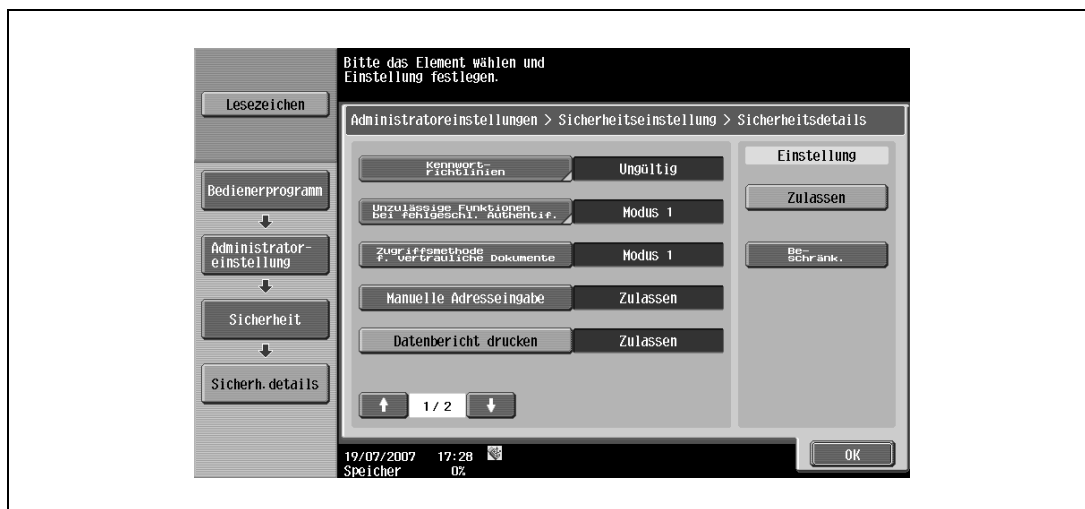 Bitte das Element wählen und
Einstellung festlegen.
Lesezeichen
Administratoreinstellungen > Sicherheitseinstellung > Sicherheitsdetails
Bedienerprogramm
Administrator-
einstellung
Sicherheit
Sicherh.details
Kennwort-
richtlinien
Ungültig
Unzulässige Funktionen
bei fehlgeschl. Authentif.
Modus 1
Zugriffsmethode
f. vertrauliche Dokumente
Modus 1
Manuelle Adresseingabe
Zulassen
Datenbericht drucken
Zulassen
1/ 2
Einstellung
Zulassen
Be-
schränk.
19/07/2007 17:28
Speicher 0%
OK